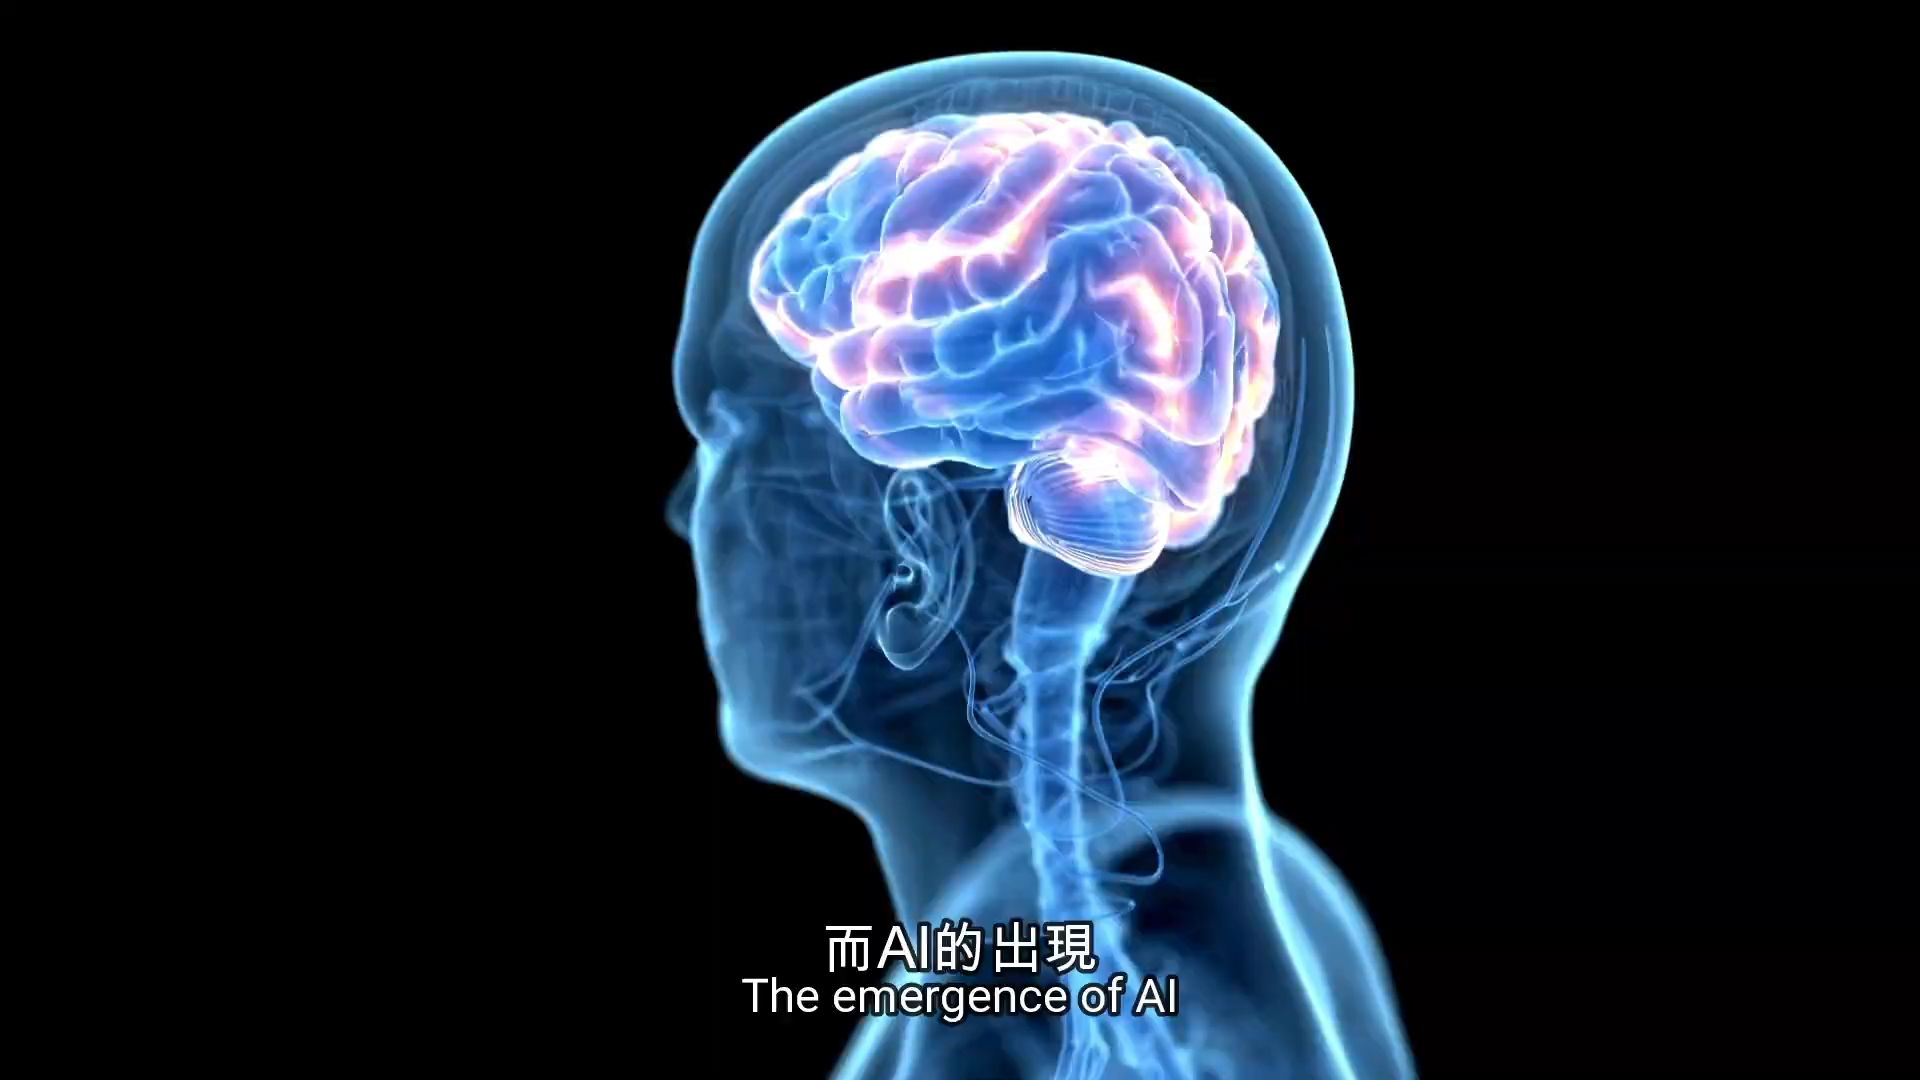 而AI的出現
The emergence of AI